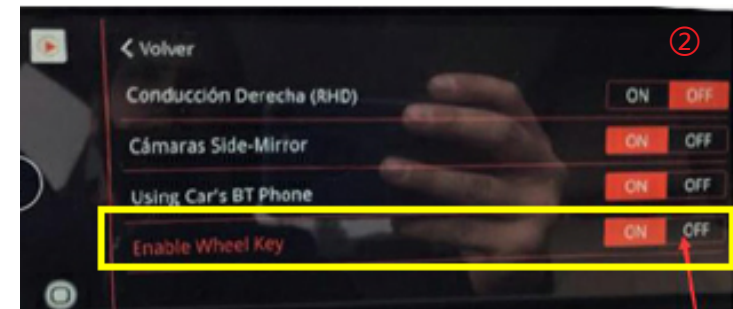 ②
< Volver
Conducción Derecha (RHD) ON OFF
Cámaras Side-Mirror ON OFF
Using Car's BT Phone ON OFF
Enable Wheel Key ON OFF